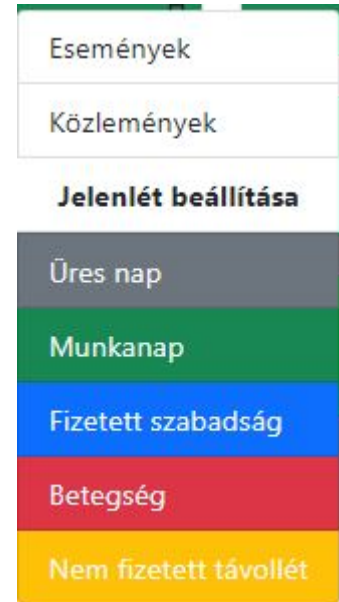 Események
Közlemények
Jelenlét beállítása
Üres nap
Munkanap
Fizetett szabadság
Betegség
Nem fizetett távollét